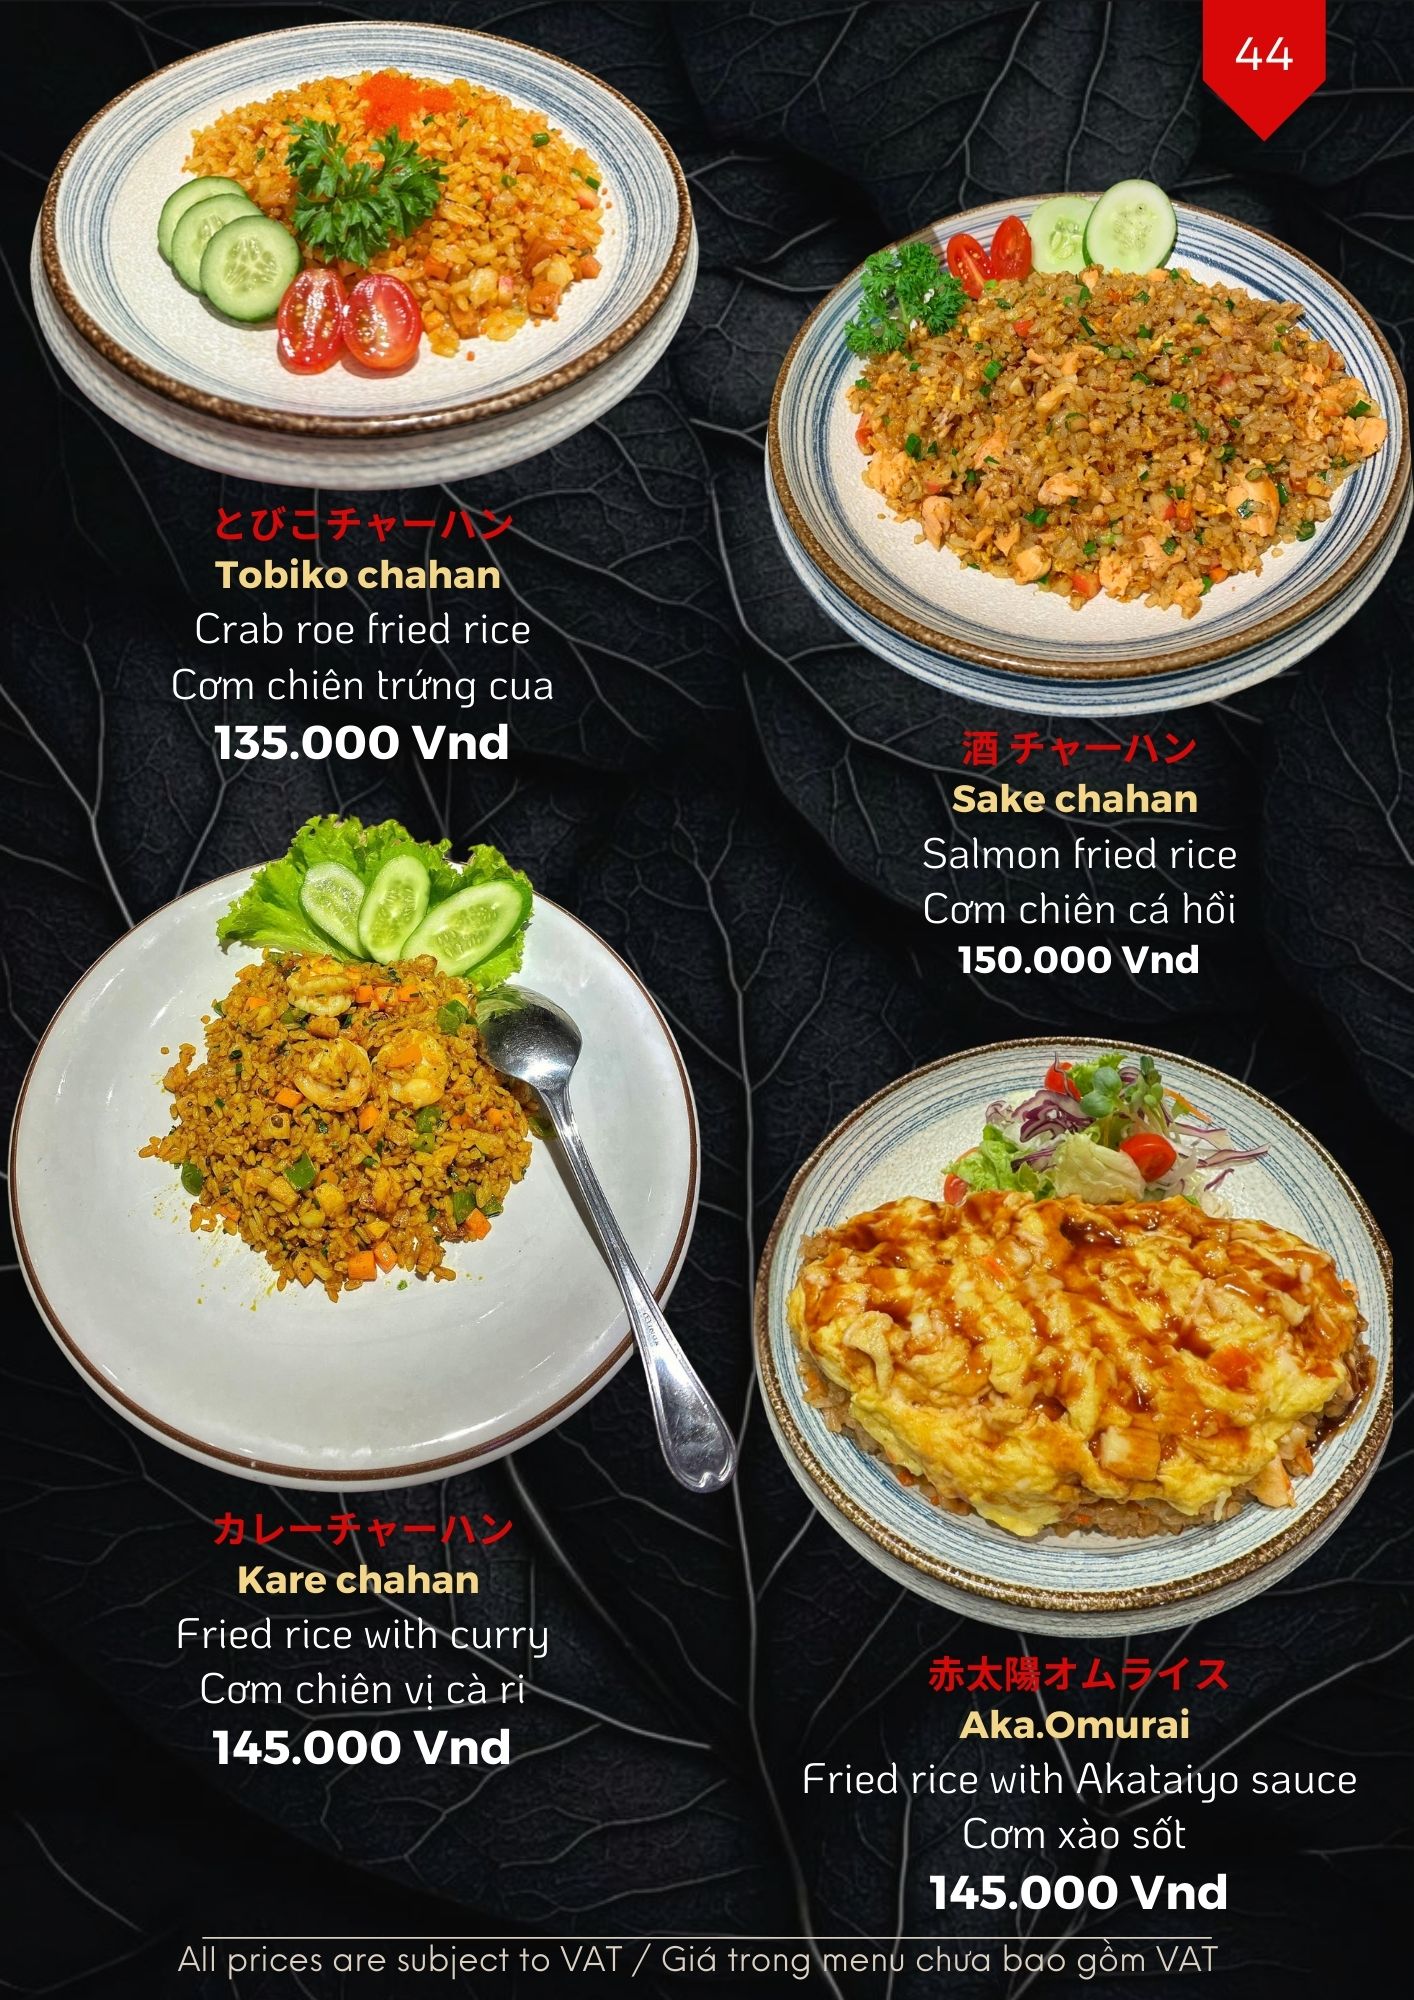 44
とびこチャーハン
Tobiko chahan
Crab roe fried rice
Cơm chiên trứng cua
135.000 Vnd
酒 チャーハン
Sake chahan
Salmon fried rice
Cơm chiên cá hồi
150.000 Vnd
カレーチャーハン
Kare chahan
Fried rice with curry
Cơm chiên vị cà ri
145.000 Vnd
赤太陽オムライス
Aka.Omurai
Fried rice with Akataiyo sauce
Cơm xào sốt
145.000 Vnd
All prices are subject to VAT / Giá trong menu chưa bao gồm VAT